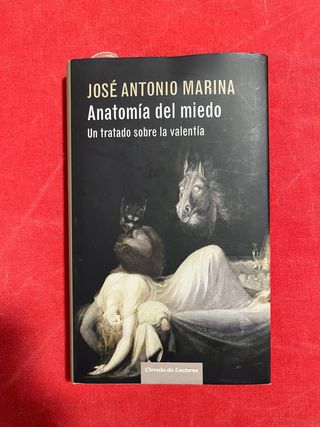 JOSÉ ANTONIO MARINA
Anatomía del miedo
Un tratado sobre la valentía
Círculo de Lectores